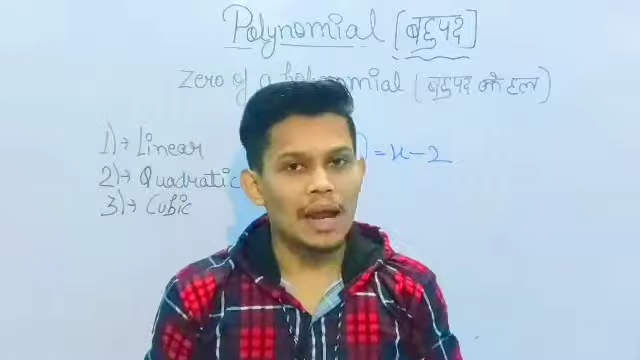 Polynomial [बहुपद]
Zero of a Polynomial (बहुपद को हल)
1)→ Linear
) = x - 2
2)→ Quadratic
3)→ Cubic